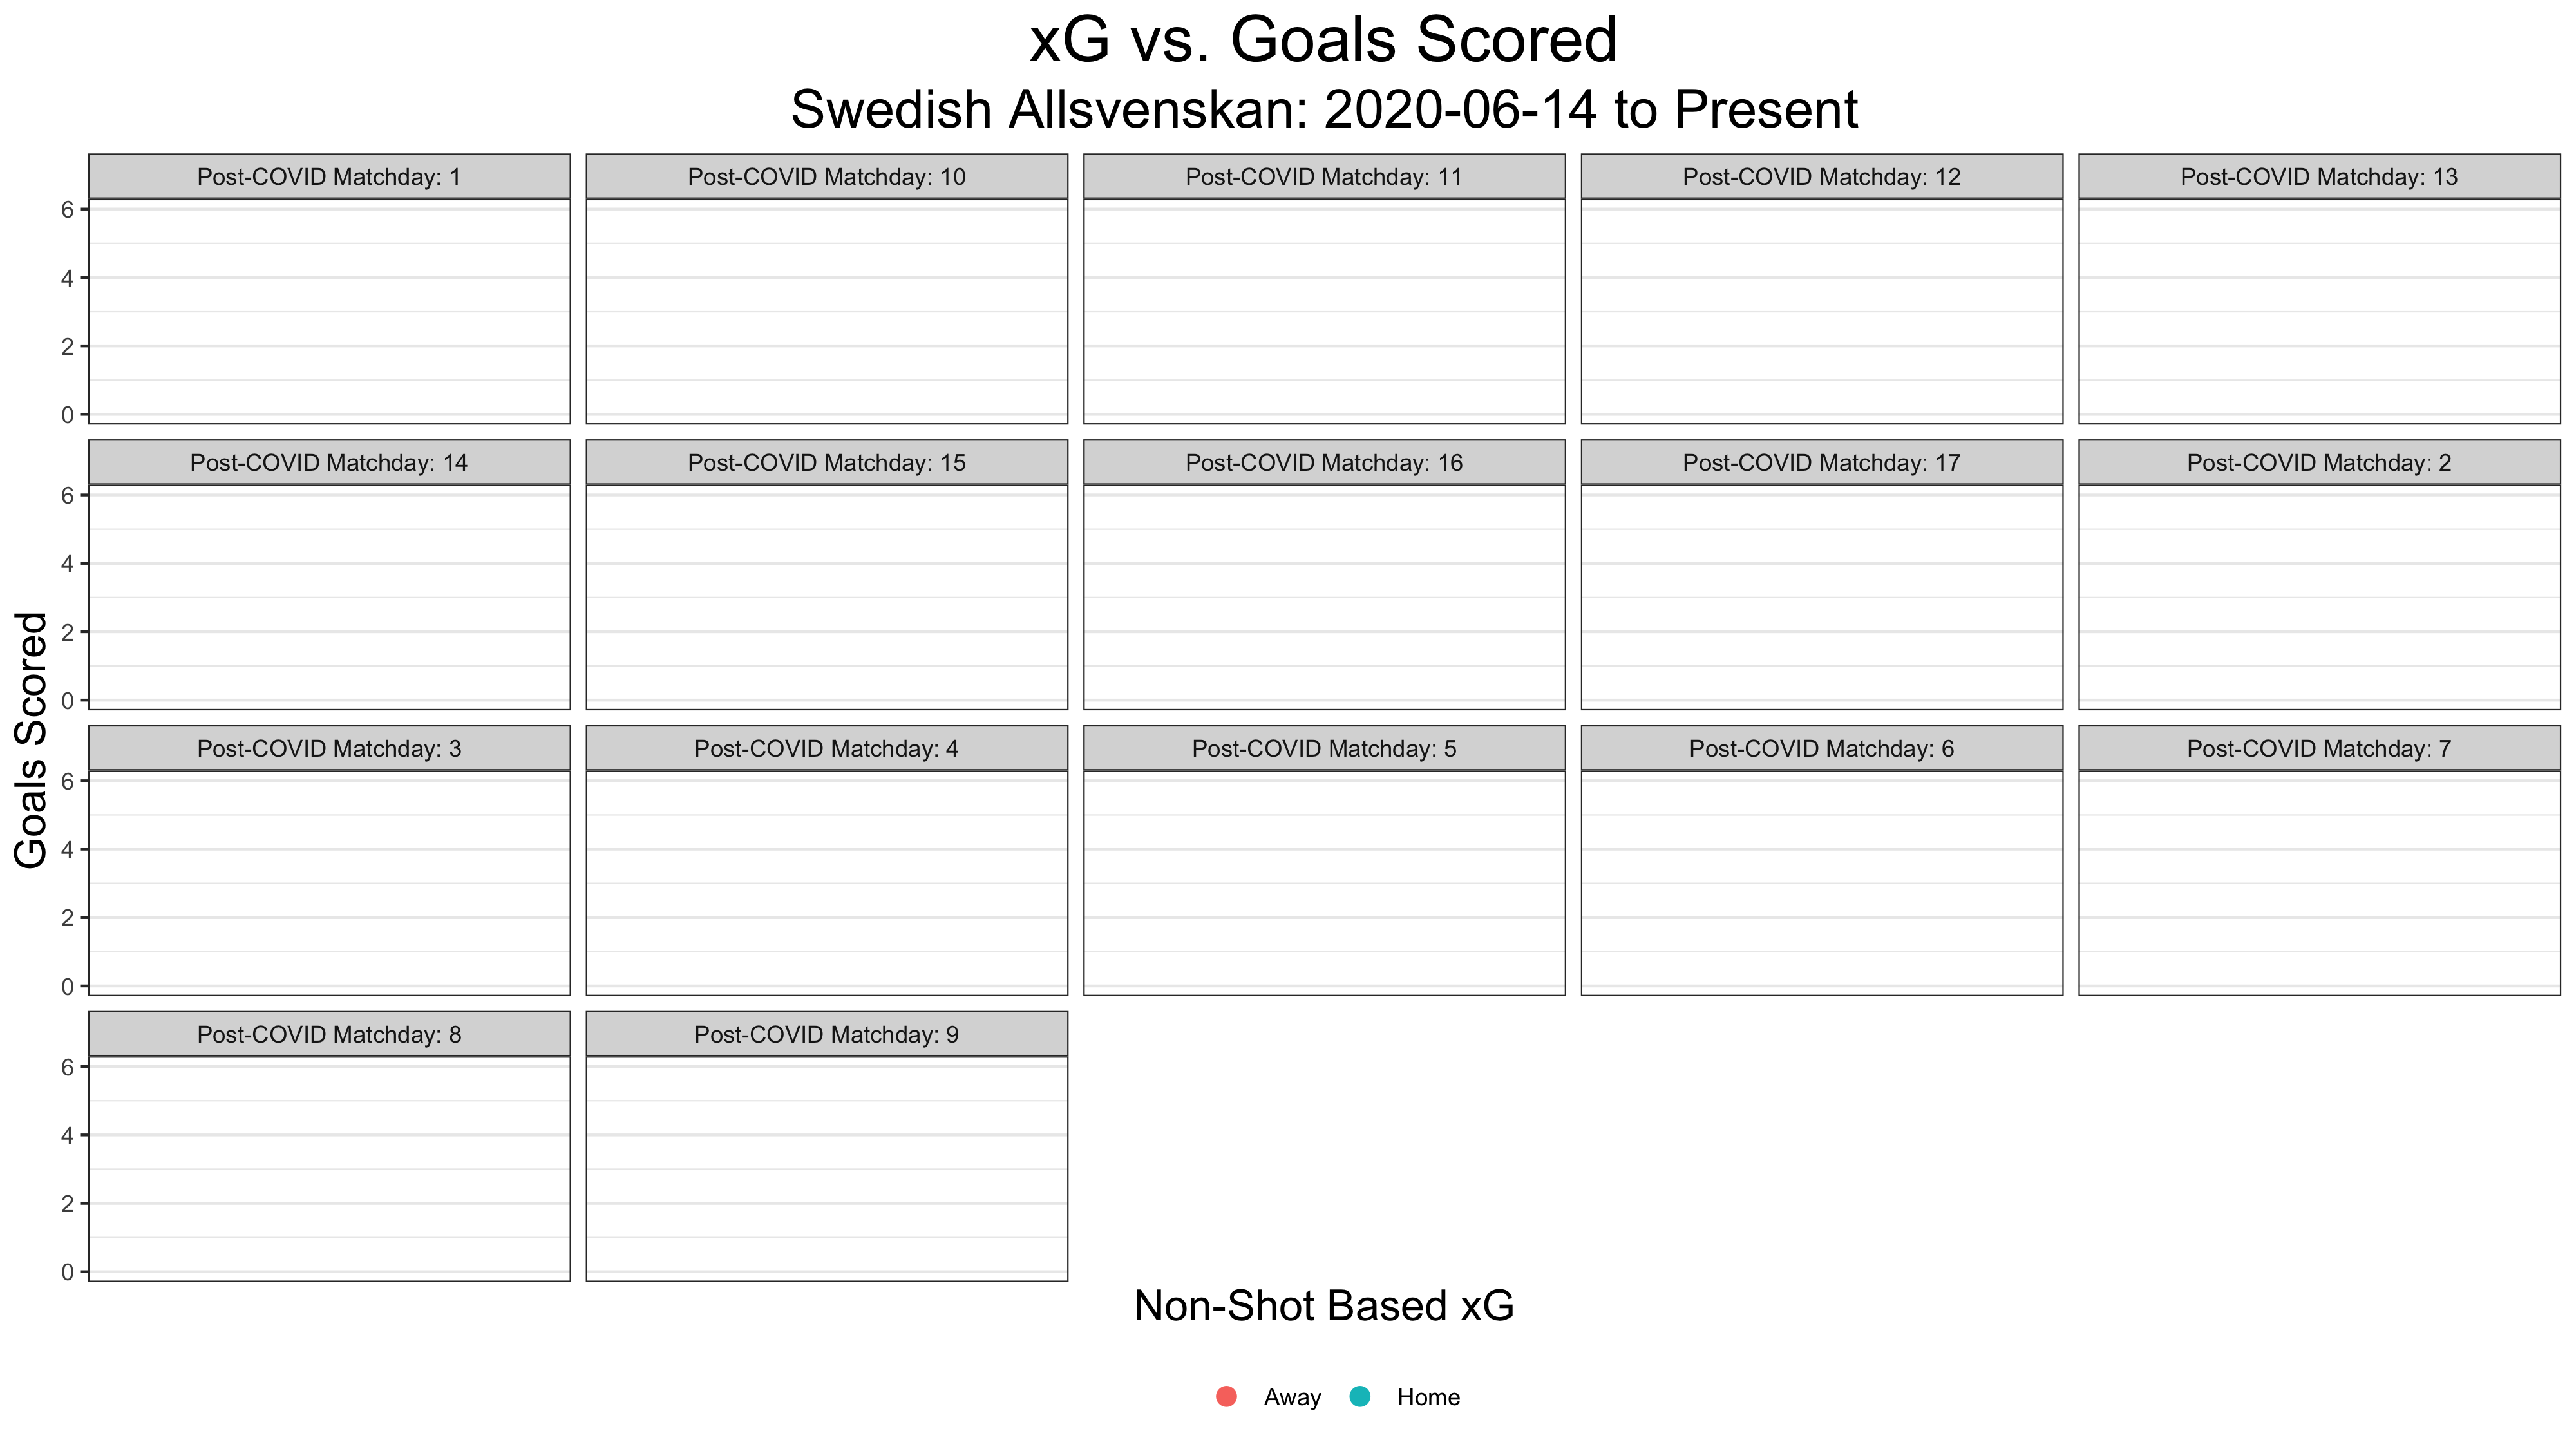 xG vs. Goals Scored
Swedish Allsvenskan: 2020-06-14 to Present
Post-COVID Matchday: 1
Post-COVID Matchday: 10
Post-COVID Matchday: 11
Post-COVID Matchday: 12
Post-COVID Matchday: 13
6
4
2
0
Post-COVID Matchday: 14
Post-COVID Matchday: 15
Post-COVID Matchday: 16
Post-COVID Matchday: 17
Post-COVID Matchday: 2
6
4
2
0
Goals Scored
Post-COVID Matchday: 3
Post-COVID Matchday: 4
Post-COVID Matchday: 5
Post-COVID Matchday: 6
Post-COVID Matchday: 7
6
4
2
0
Post-COVID Matchday: 8
Post-COVID Matchday: 9
6
4
2
0
Non-Shot Based xG
Away
Home